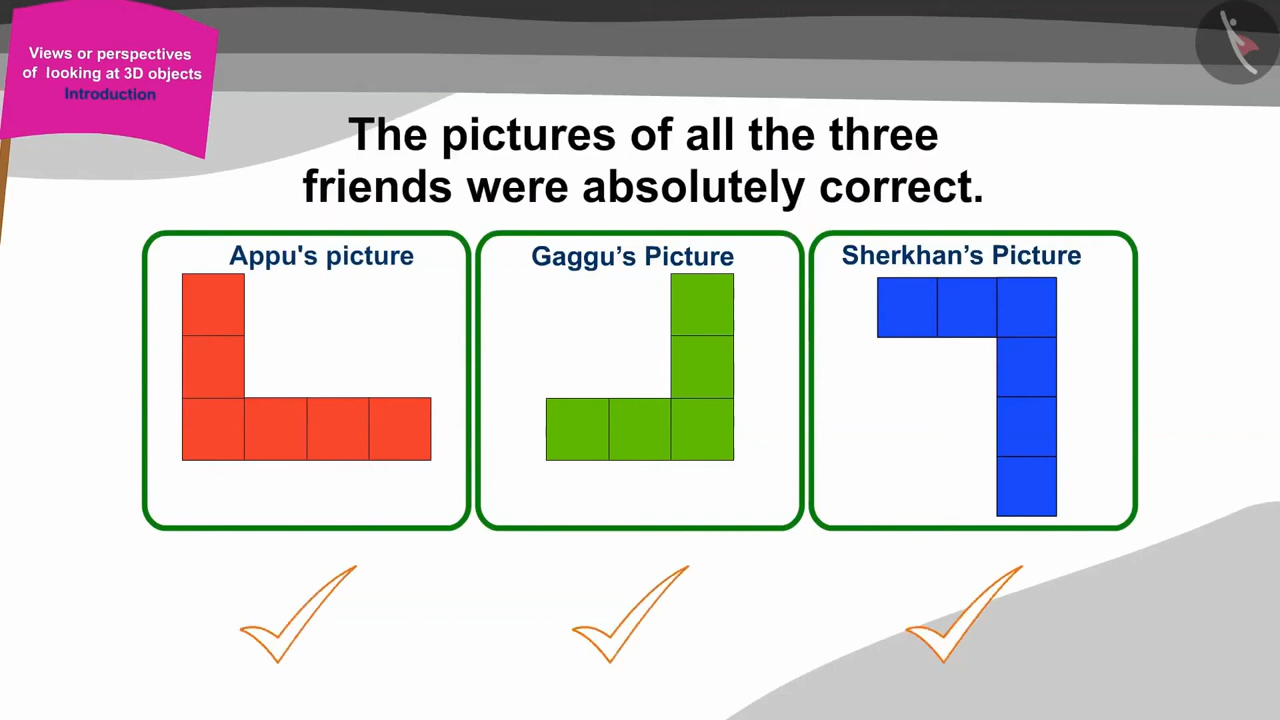 Views or perspectives
of looking at 3D objects
Introduction
The pictures of all the three
friends were absolutely correct.
Appu's picture
Gaggu’s Picture
Sherkhan’s Picture